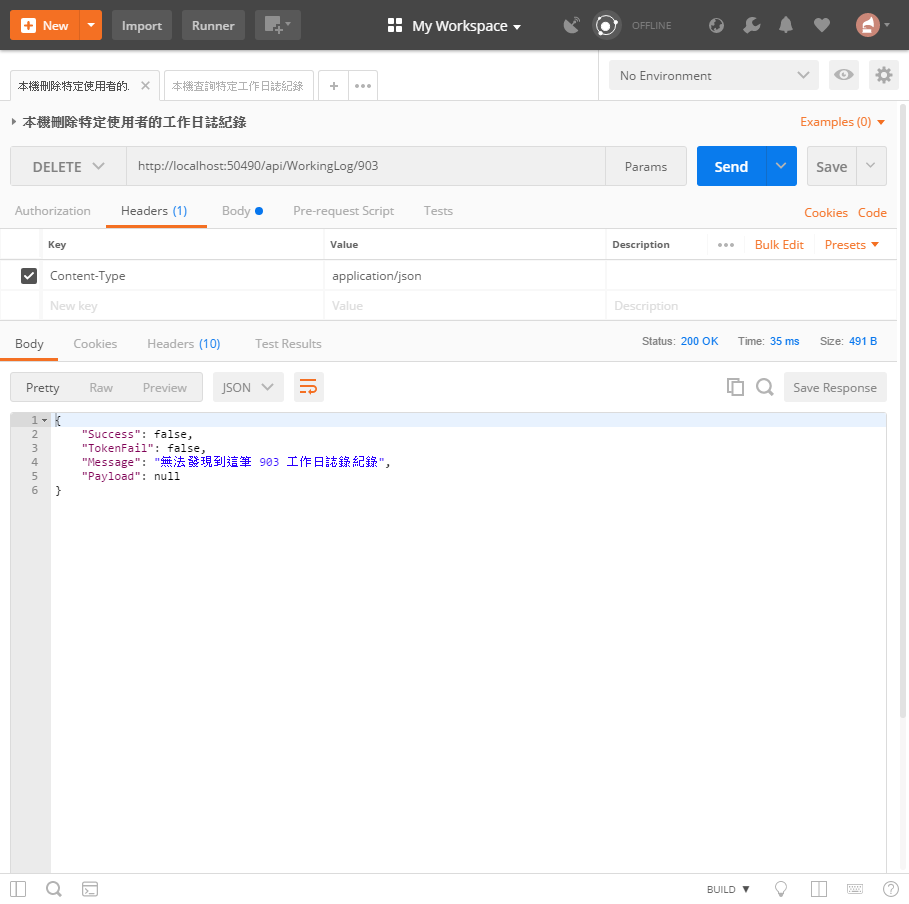 New
Import
Runner
My Workspace
OFFLINE
本機刪除特定使用者的.
本機查詢特定工作日誌紀錄
No Environment
本機刪除特定使用者的工作日誌紀錄
Examples (0)
DELETE
http://localhost:50490/api/WorkingLog/903
Params
Send
Save
Authorization
Headers (1)
Body
Pre-request Script
Tests
Cookies
Code
Key
Value
Description
Bulk Edit
Presets
Content-Type
application/json
New key
Value
Description
Body
Cookies
Headers (10)
Test Results
Status: 200 OK
Time: 35 ms
Size: 491 B
Pretty
Raw
Preview
JSON
Save Response
1 {
2 "Success": false,
3 "TokenFail": false,
4 "Message": "無法發現到這筆 903 工作日誌錄紀錄",
5 "Payload": null
6 }
BUILD